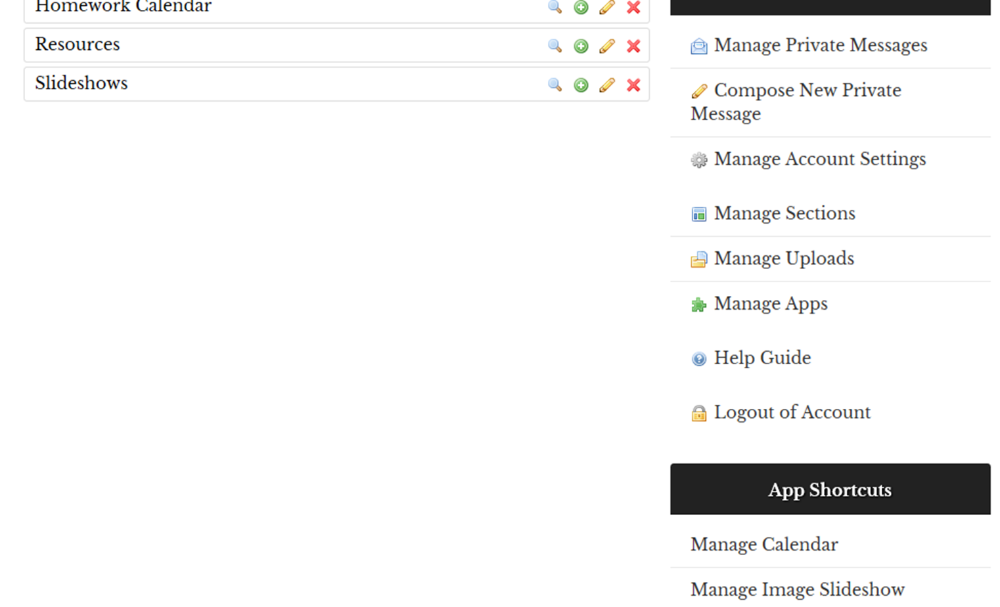 Homework Calendar
Resources
Slideshows
Manage Private Messages
Compose New Private
Message
Manage Account Settings
Manage Sections
Manage Uploads
Manage Apps
Help Guide
Logout of Account
App Shortcuts
Manage Calendar
Manage Image Slideshow